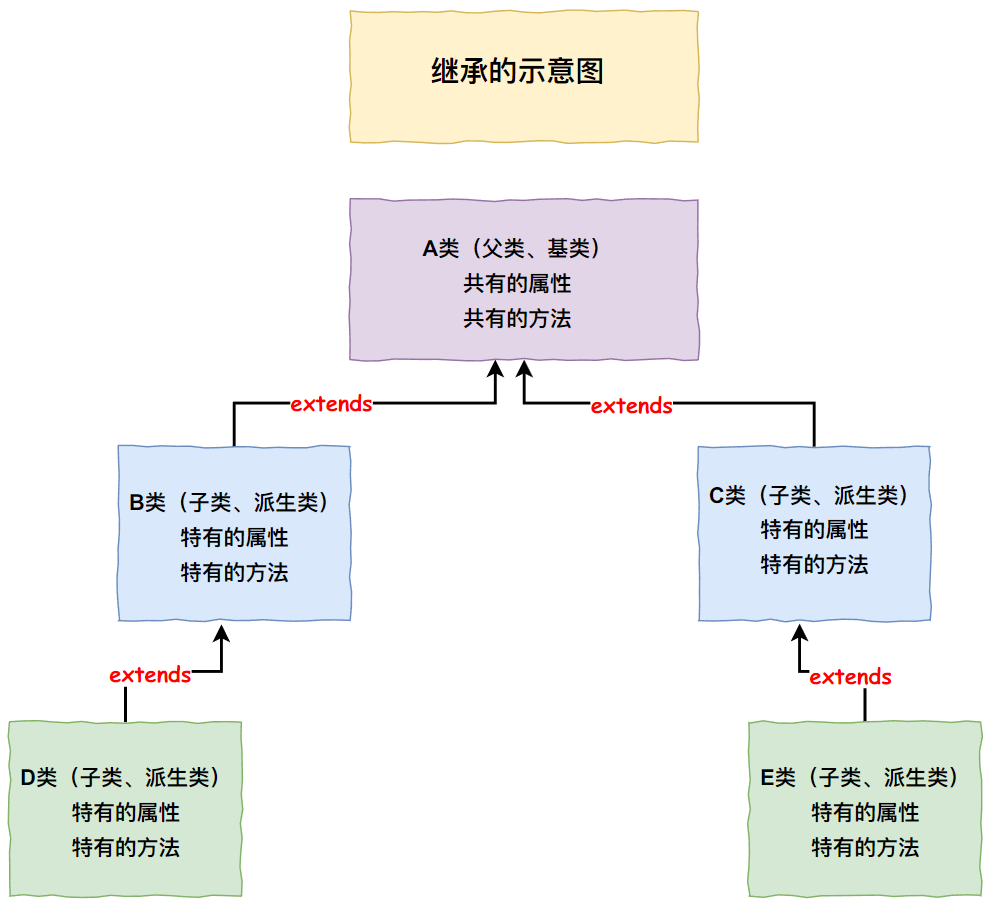 继承的示意图
A类（父类、基类）
共有的属性
共有的方法
extends
extends
B类（子类、派生类）
特有的属性
特有的方法
C类（子类、派生类）
特有的属性
特有的方法
extends
extends
D类（子类、派生类）
特有的属性
特有的方法
E类（子类、派生类）
特有的属性
特有的方法